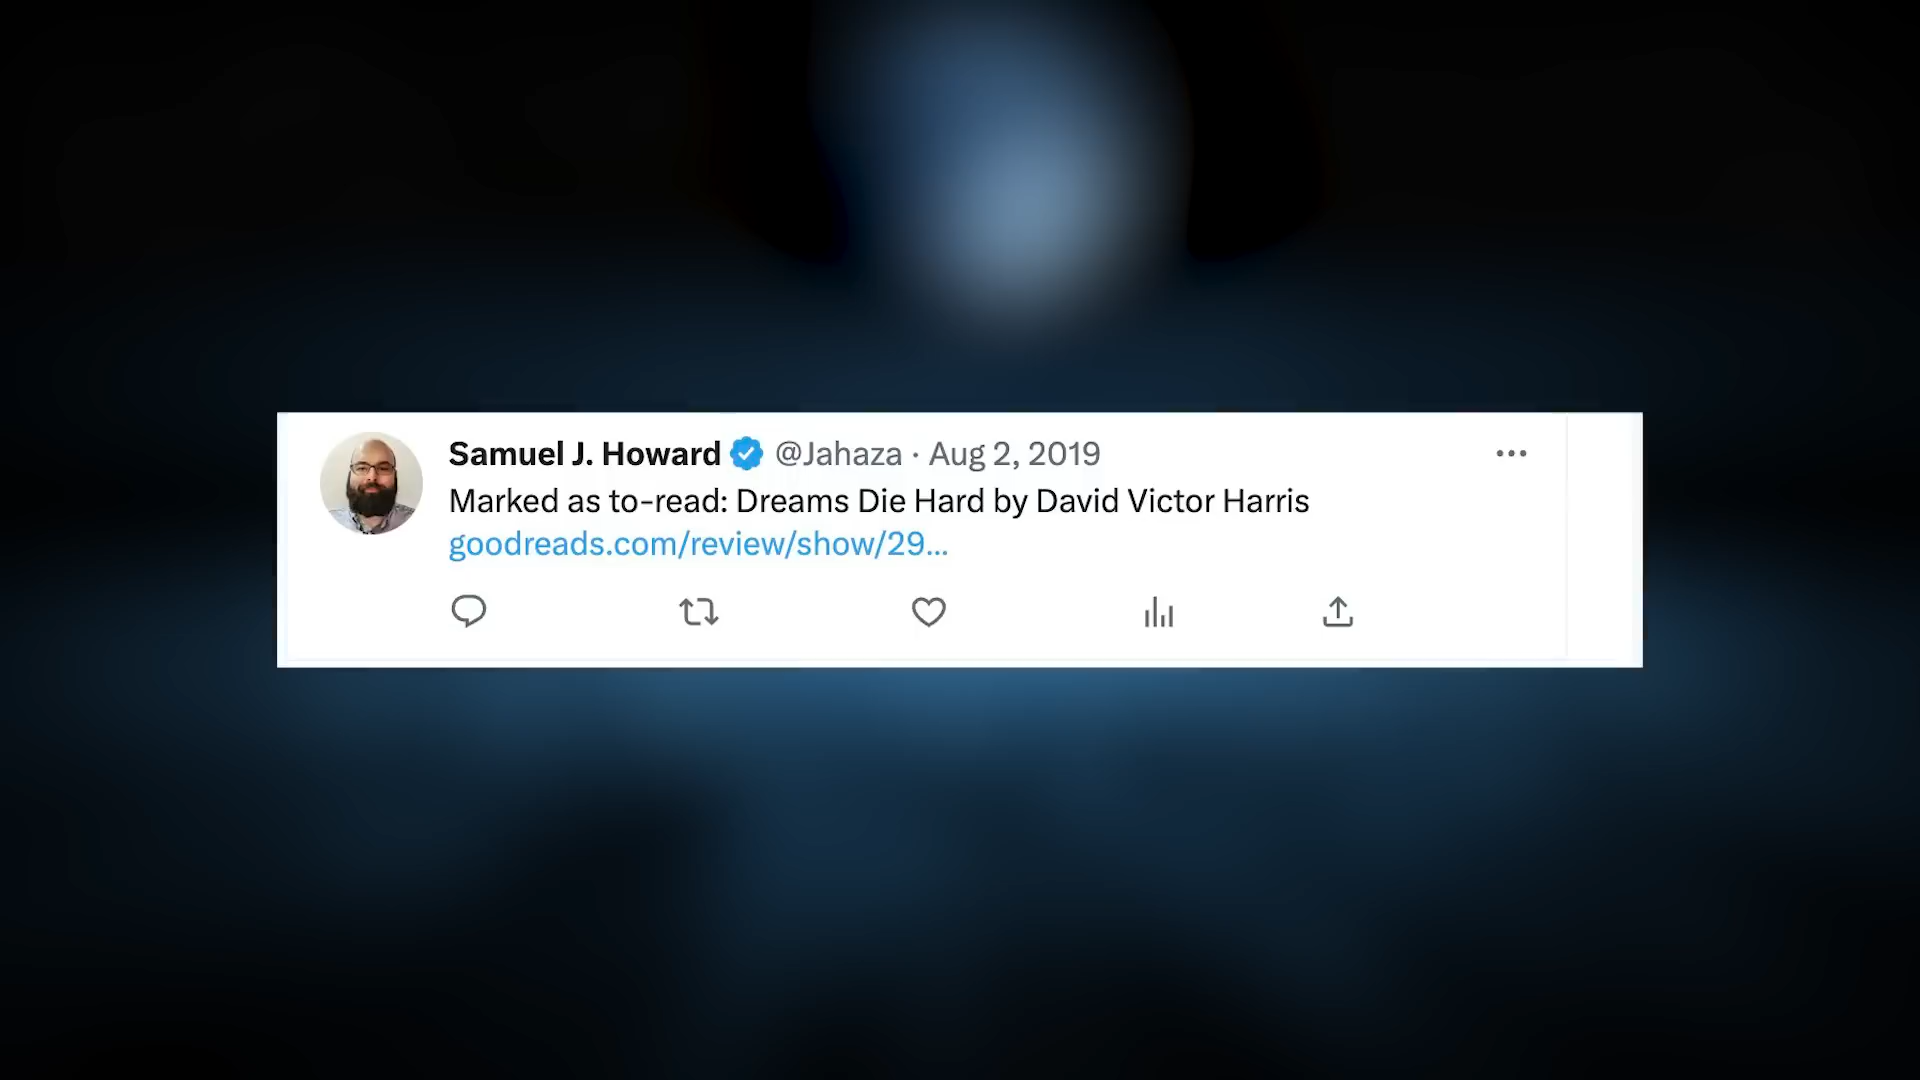 Samuel J. Howard @Jahaza · Aug 2, 2019
Marked as to-read: Dreams Die Hard by David Victor Harris
goodreads.com/review/show/29...